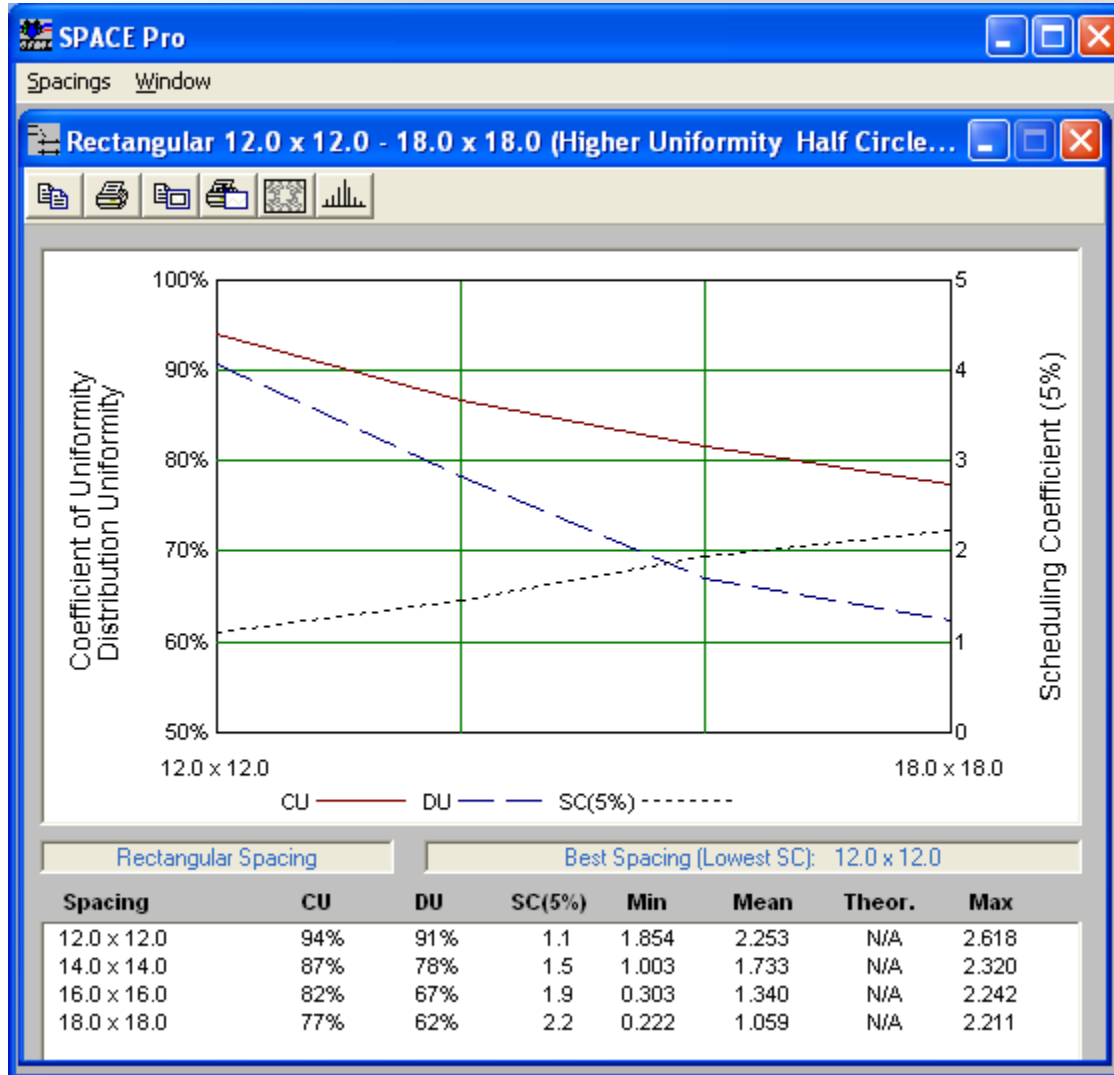 SPACE Pro
Spacings Window
Rectangular 12.0 x 12.0 - 18.0 x 18.0 (Higher Uniformity Half Circle...
100%
90%
80%
70%
60%
50%
Coefficient of Uniformity
Distribution Uniformity
5
4
3
2
1
0
Scheduling Coefficient (5%)
12.0 x 12.0 18.0 x 18.0
CU DU SC(5%)
Rectangular Spacing Best Spacing (Lowest SC): 12.0 x 12.0
Spacing CU DU SC(5%) Min Mean Theor. Max
12.0 x 12.0 94% 91% 1.1 1.854 2.253 N/A 2.618
14.0 x 14.0 87% 78% 1.5 1.003 1.733 N/A 2.320
16.0 x 16.0 82% 67% 1.9 0.303 1.340 N/A 2.242
18.0 x 18.0 77% 62% 2.2 0.222 1.059 N/A 2.211